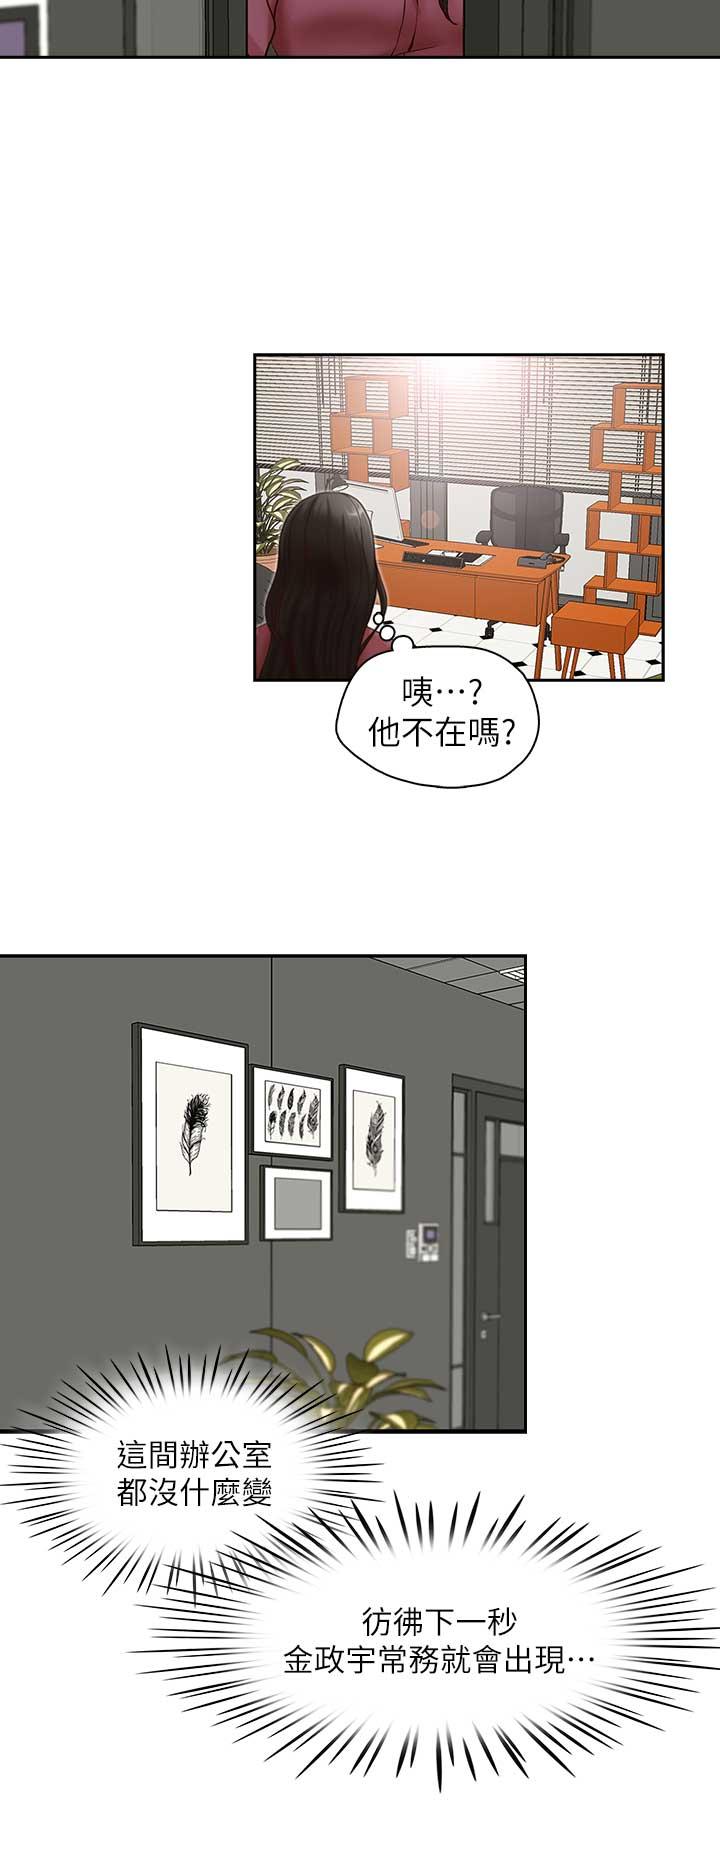 咦…?
他不在嗎?
這間辦公室
都沒什麼變
彷彿下一秒
金政宇常務就會出現…